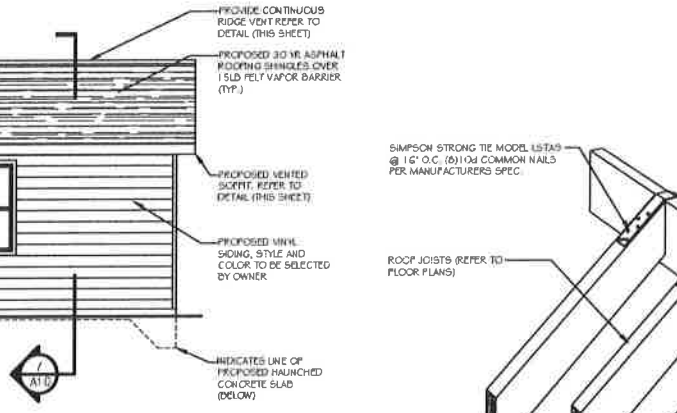 PROVIDE CONTINUOUS
RIDGE VENT REFER TO
DETAIL (THIS SHEET)
PROPOSED 30 YR ASPHALT
ROOFING SHINGLES OVER
15LB FELT VAPOR BARRIER
(TYP.)
PROPOSED VENTED
SOFFIT. REFER TO
DETAIL (THIS SHEET)
PROPOSED VINYL
SIDING, STYLE AND
COLOR TO BE SELECTED
BY OWNER
INDICATES LINE OF
PROPOSED HAUNCHED
CONCRETE SLAB
(BELOW)
SIMPSON STRONG TIE MODEL LSTA9
@ 16" O.C. (8)10d COMMON NAILS
PER MANUFACTURERS SPEC.
ROOF JOISTS (REFER TO
FLOOR PLANS)